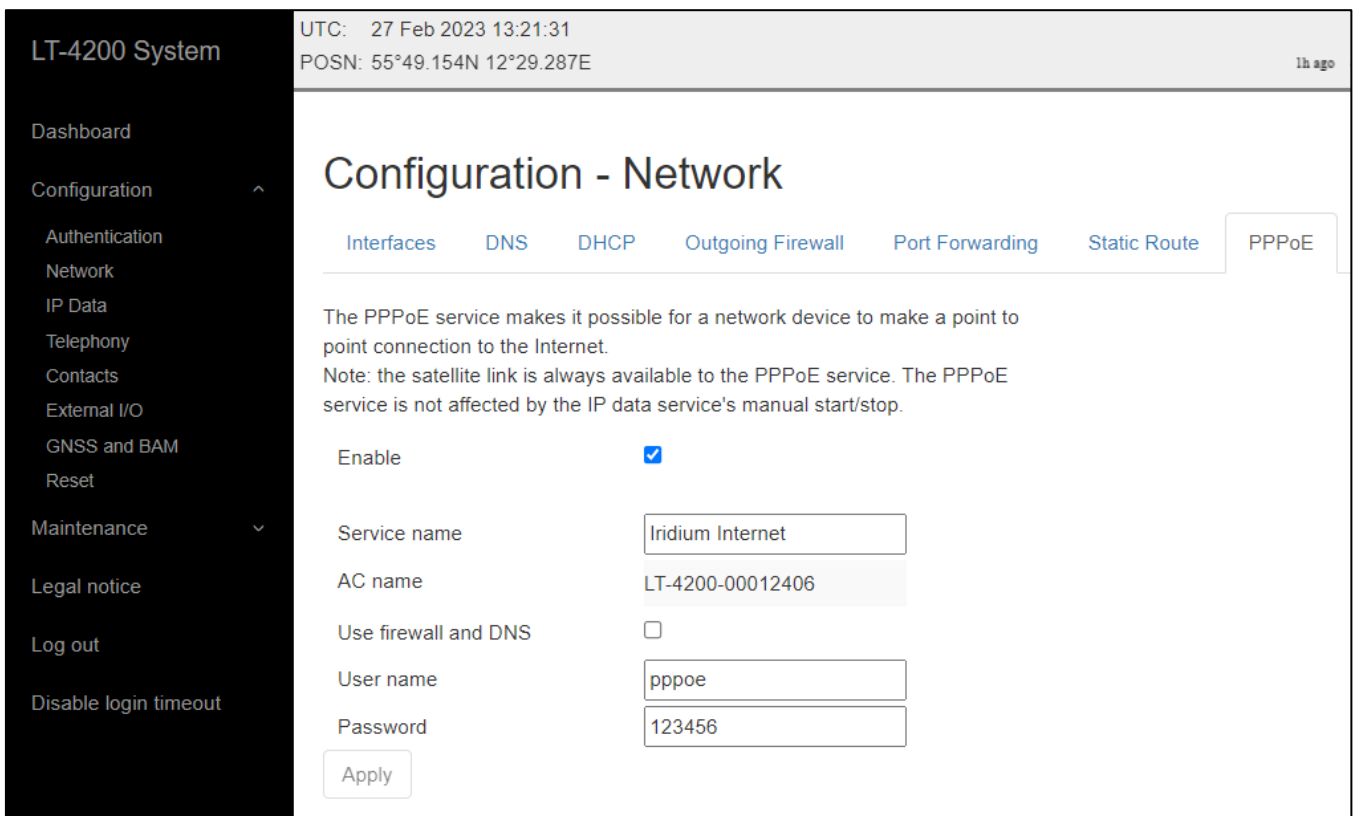 LT-4200 System
Dashboard
Configuration
Authentication
Network
IP Data
Telephony
Contacts
External I/O
GNSS and BAM
Reset
Maintenance
Legal notice
Log out
Disable login timeout
UTC: 27 Feb 2023 13:21:31
POSN: 55°49.154N 12°29.287E
1h ago
Configuration - Network
Interfaces DNS DHCP Outgoing Firewall Port Forwarding Static Route PPPoE
The PPPoE service makes it possible for a network device to make a point to
point connection to the Internet.
Note: the satellite link is always available to the PPPoE service. The PPPoE
service is not affected by the IP data service's manual start/stop.
Enable
Service name Iridium Internet
AC name LT-4200-00012406
Use firewall and DNS
User name pppoe
Password 123456
Apply